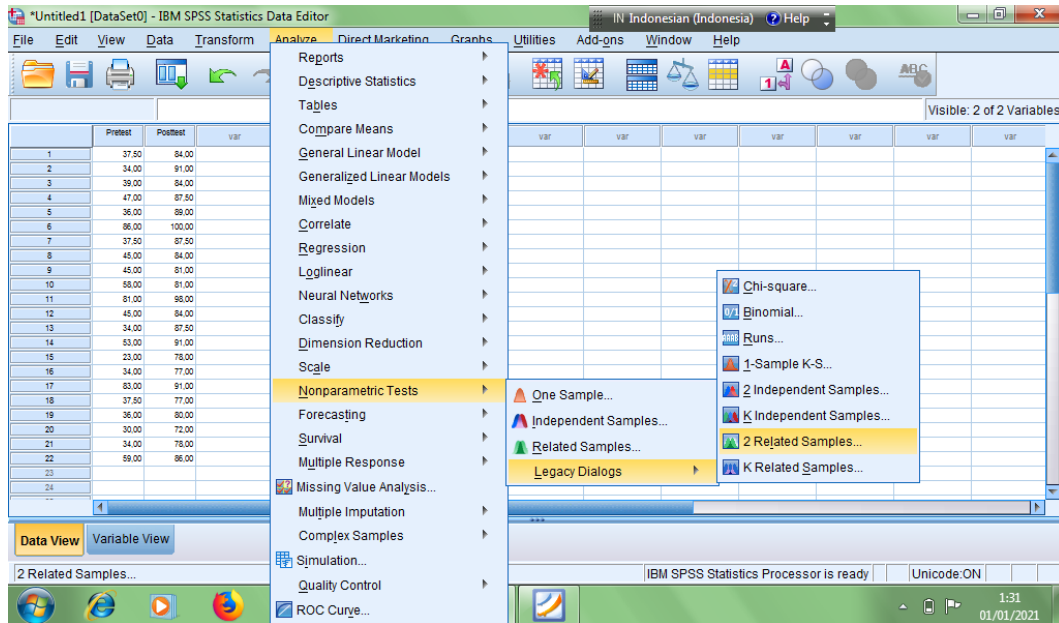 *Untitled1 [DataSet0] - IBM SPSS Statistics Data Editor
IN Indonesian (Indonesia) Help
File Edit View Data Transform Analyze Direct Marketing Graphs Utilities Add-ons Window Help
Visible: 2 of 2 Variables
Pretest Posttest var var var var var var var var
1 37,50 84,00
2 34,00 91,00
3 39,00 84,00
4 47,00 87,50
5 36,00 89,00
6 86,00 100,00
7 37,50 87,50
8 45,00 84,00
9 45,00 81,00
10 58,00 81,00
11 81,00 98,00
12 45,00 84,00
13 34,00 87,50
14 53,00 91,00
15 23,00 78,00
16 34,00 77,00
17 83,00 91,00
18 37,50 77,00
19 36,00 80,00
20 30,00 72,00
21 34,00 78,00
22 59,00 86,00
23
24
Reports
Descriptive Statistics
Tables
Compare Means
General Linear Model
Generalized Linear Models
Mixed Models
Correlate
Regression
Loglinear
Neural Networks
Classify
Dimension Reduction
Scale
Nonparametric Tests
Forecasting
Survival
Multiple Response
Missing Value Analysis...
Multiple Imputation
Complex Samples
Simulation...
Quality Control
ROC Curve...
One Sample...
Independent Samples...
Related Samples...
Legacy Dialogs
Chi-square...
Binomial...
Runs...
1-Sample K-S...
2 Independent Samples...
K Independent Samples...
2 Related Samples...
K Related Samples...
Data View Variable View
2 Related Samples...
IBM SPSS Statistics Processor is ready Unicode:ON
1:31
01/01/2021